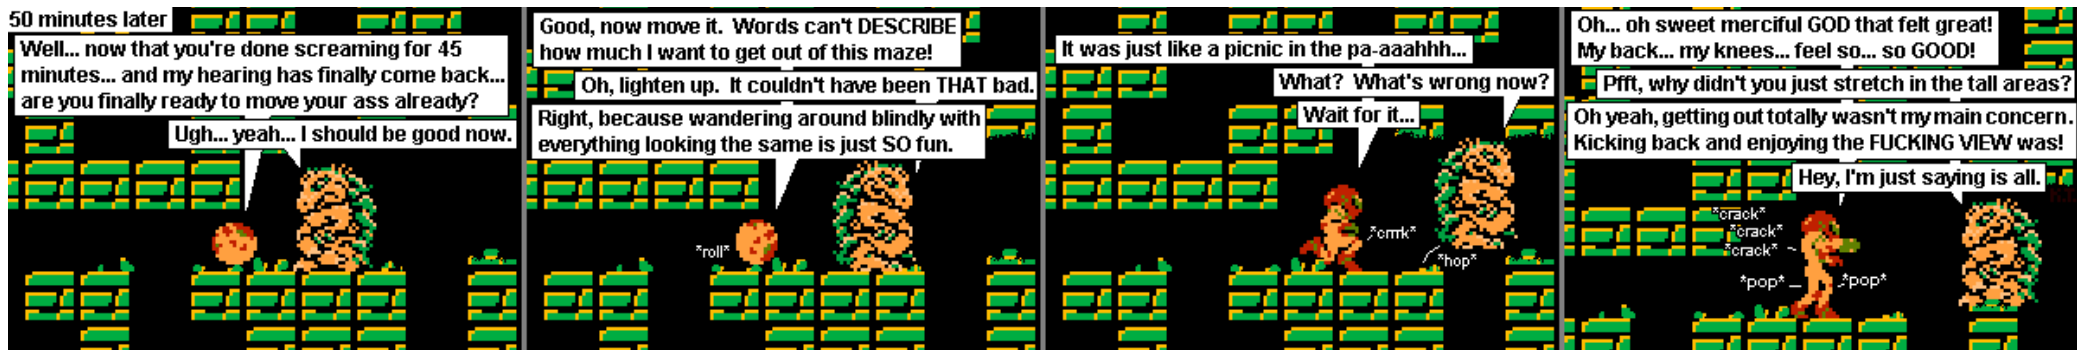 50 minutes later
Well... now that you're done screaming for 45
minutes... and my hearing has finally come back...
are you finally ready to move your ass already?
Ugh... yeah... I should be good now.
Good, now move it. Words can't DESCRIBE
how much I want to get out of this maze!
Oh, lighten up. It couldn't have been THAT bad.
Right, because wandering around blindly with
everything looking the same is just SO fun.
*roll*
It was just like a picnic in the pa-aaahhh...
What? What's wrong now?
Wait for it...
*crrrk*
*hop*
Oh... oh sweet merciful GOD that felt great!
My back... my knees... feel so... so GOOD!
Pfft, why didn't you just stretch in the tall areas?
Oh yeah, getting out totally wasn't my main concern.
Kicking back and enjoying the FUCKING VIEW was!
Hey, I'm just saying is all.
*crack*
*crack*
*crack*
*pop*
*pop*